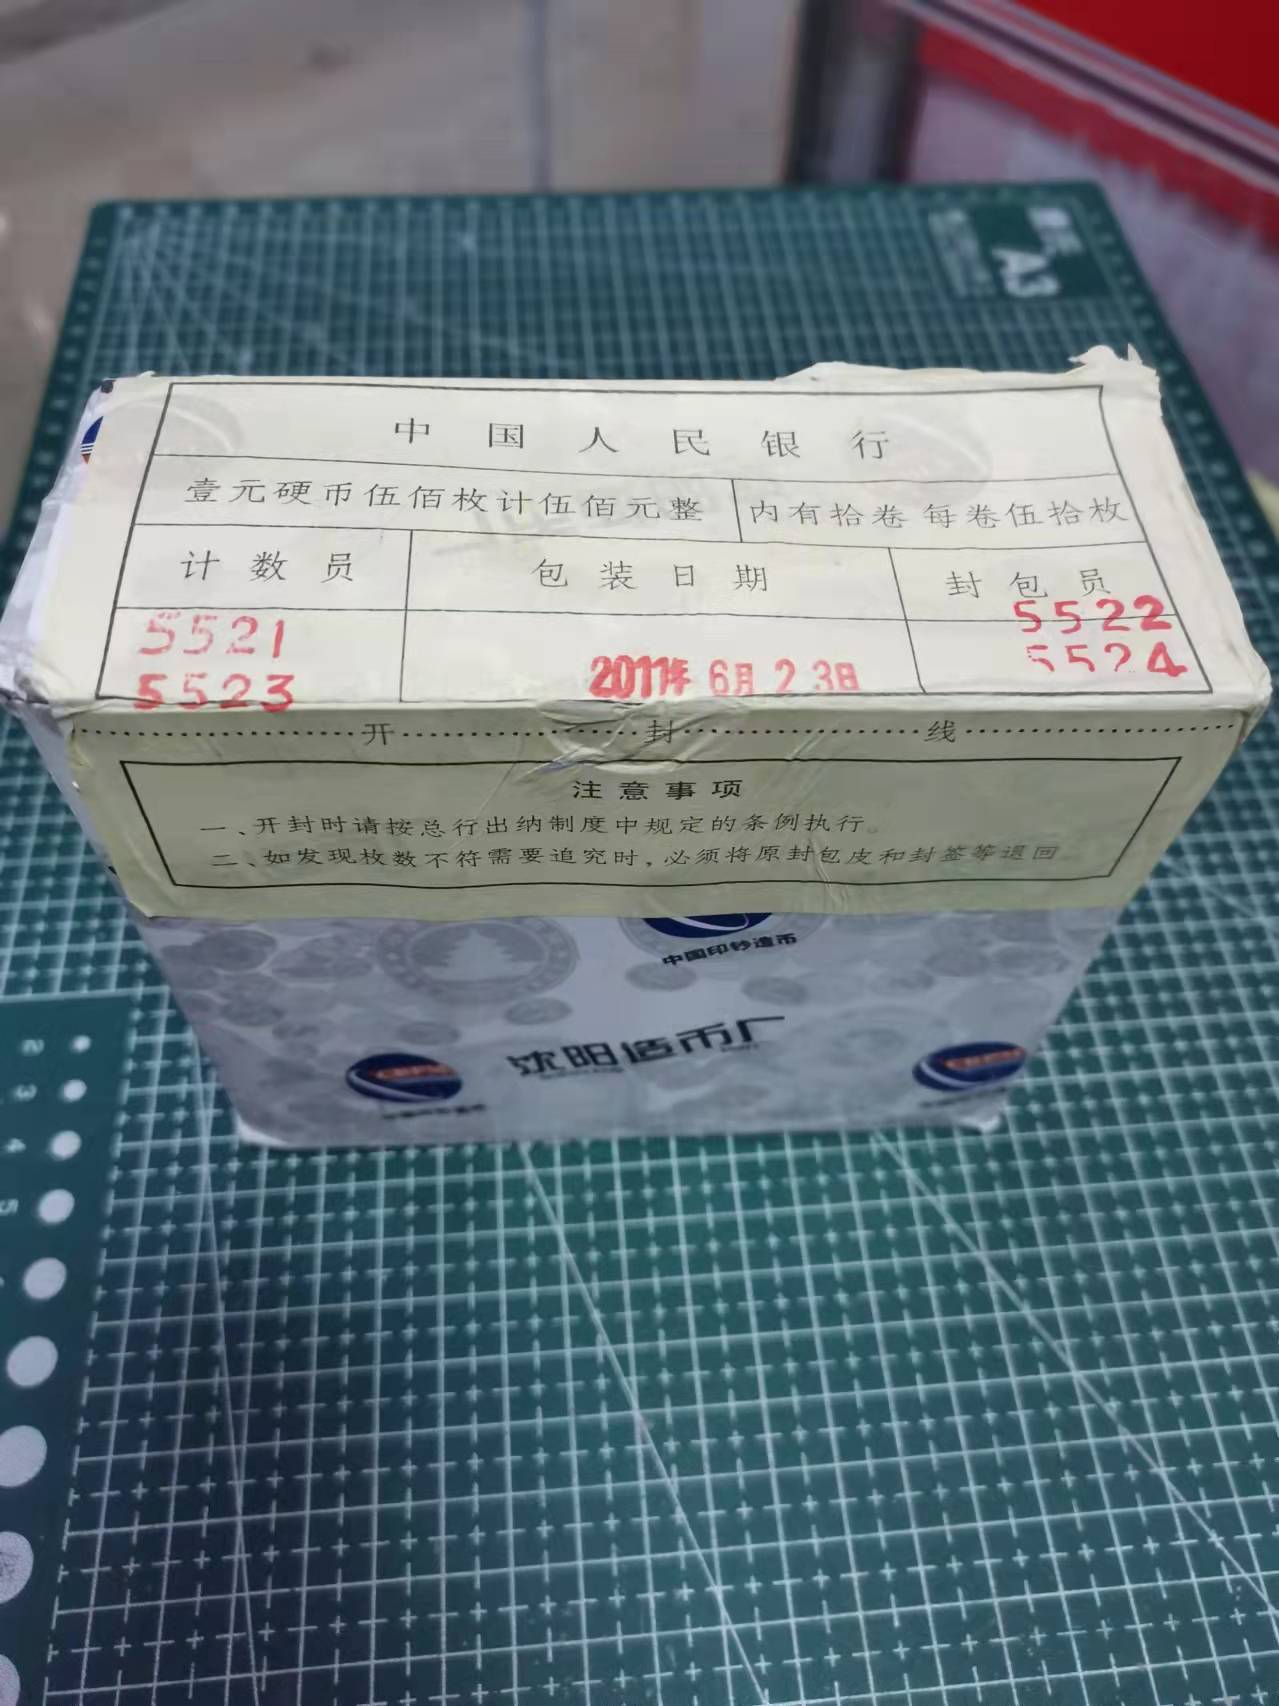 A3
中国人民银行
壹元硬币伍佰枚计伍佰元整 内有拾卷 每卷伍拾枚
计数员 包装日期 封包员
5521 5522
5523 2011年 6月 2 3日 5524
开 封 线
注意事项
一、开封时请按总行出纳制度中规定的条例执行。
二、如发现枚数不符需要追究时，必须将原封包皮和封签等退回
中国印钞造币
沈阳造币厂
2
3
4
5